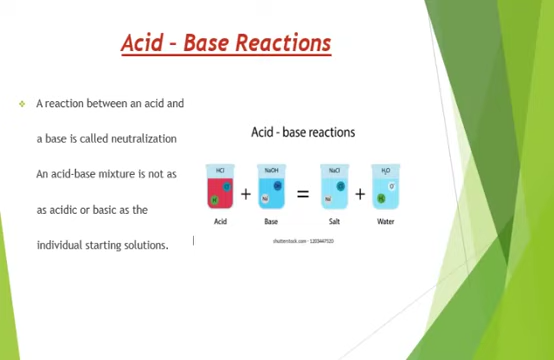 Acid – Base Reactions
A reaction between an acid and
a base is called neutralization
An acid-base mixture is not as
as acidic or basic as the
individual starting solutions.
Acid - base reactions
HCl
NaOH
NaCl
H₂O
+
=
+
Acid
Base
Salt
Water
shutterstock.com · 1203447520